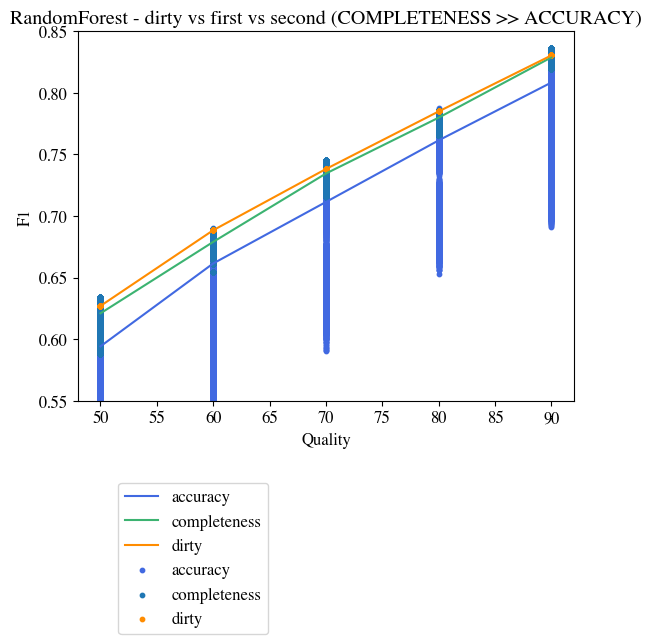 RandomForest - dirty vs first vs second (COMPLETENESS >> ACCURACY)
0.85
0.80
0.75
0.70
0.65
0.60
0.55
F1
50 55 60 65 70 75 80 85 90
Quality
accuracy
completeness
dirty
accuracy
completeness
dirty